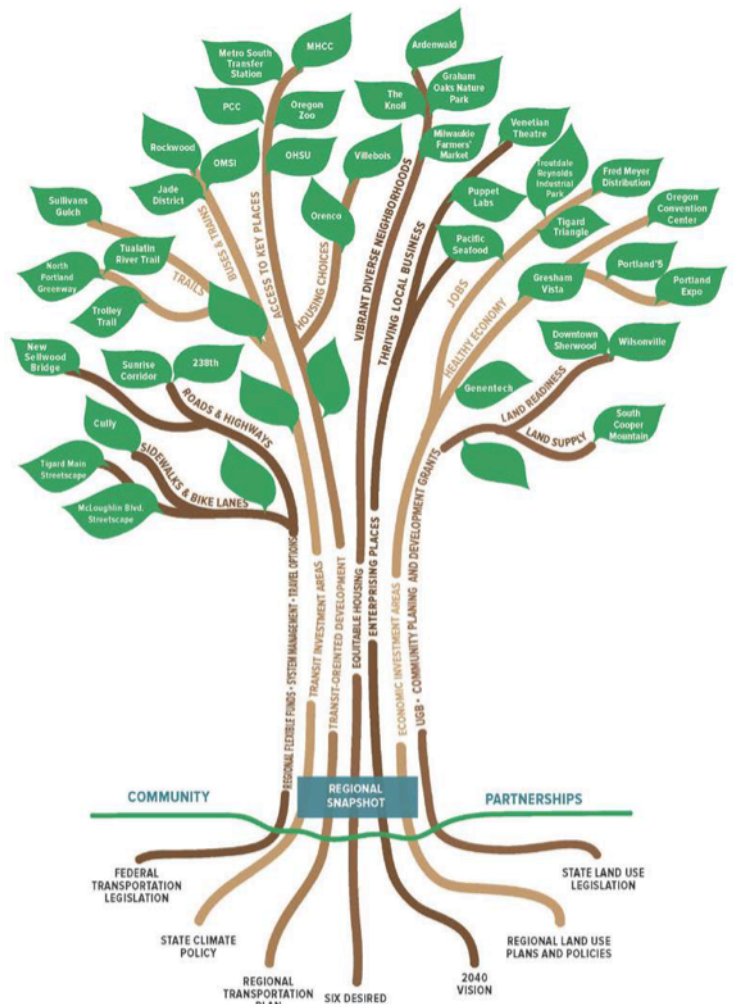 MHCC
Metro South
Transfer
Station
PCC
Oregon
Zoo
OHSU
Rockwood
OMSI
Jade
District
Villebois
Orenco
Ardenwald
Graham
Oaks Nature
Park
The
Knoll
Milwaukie
Farmers'
Market
Venetian
Theatre
Puppet
Labs
Pacific
Seafood
Troutdale
Reynolds
Industrial
Park
Fred Meyer
Distribution
Tigard
Triangle
Oregon
Convention
Center
Gresham
Vista
Portland'5
Portland
Expo
Sullivans
Gulch
Tualatin
River Trail
North
Portland
Greenway
Trolley
Trail
New
Sellwood
Bridge
Sunrise
Corridor
238th
Cully
Tigard Main
Streetscape
McLoughlin Blvd.
Streetscape
Downtown
Sherwood
Wilsonville
Genentech
South
Cooper
Mountain
TRAILS
BUSES & TRAINS
ACCESS TO KEY PLACES
HOUSING CHOICES
VIBRANT DIVERSE NEIGHBORHOODS
THRIVING LOCAL BUSINESS
JOBS
HEALTHY ECONOMY
LAND READINESS
LAND SUPPLY
ROADS & HIGHWAYS
SIDEWALKS & BIKE LANES
REGIONAL FLEXIBLE FUNDS • SYSTEM MANAGEMENT • TRAVEL OPTIONS
TRANSIT INVESTMENT AREAS
TRANSIT-OREINTED DEVELOPMENT
EQUITABLE HOUSING
ENTERPRISING PLACES
ECONOMIC INVESTMENT AREAS
UGB • COMMUNITY PLANING AND DEVELOPMENT GRANTS
COMMUNITY
REGIONAL
SNAPSHOT
PARTNERSHIPS
FEDERAL
TRANSPORTATION
LEGISLATION
STATE CLIMATE
POLICY
REGIONAL
TRANSPORTATION
PLAN
SIX DESIRED
2040
VISION
REGIONAL LAND USE
PLANS AND POLICIES
STATE LAND USE
LEGISLATION